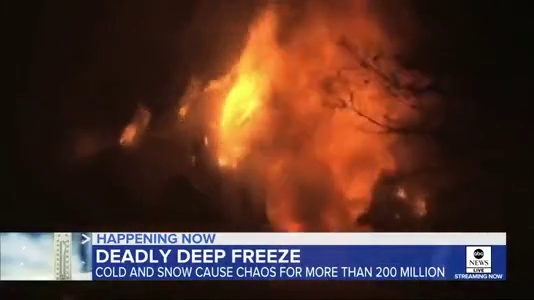 HAPPENING NOW
DEADLY DEEP FREEZE
COLD AND SNOW CAUSE CHAOS FOR MORE THAN 200 MILLION
abc
NEWS
LIVE
STREAMING NOW